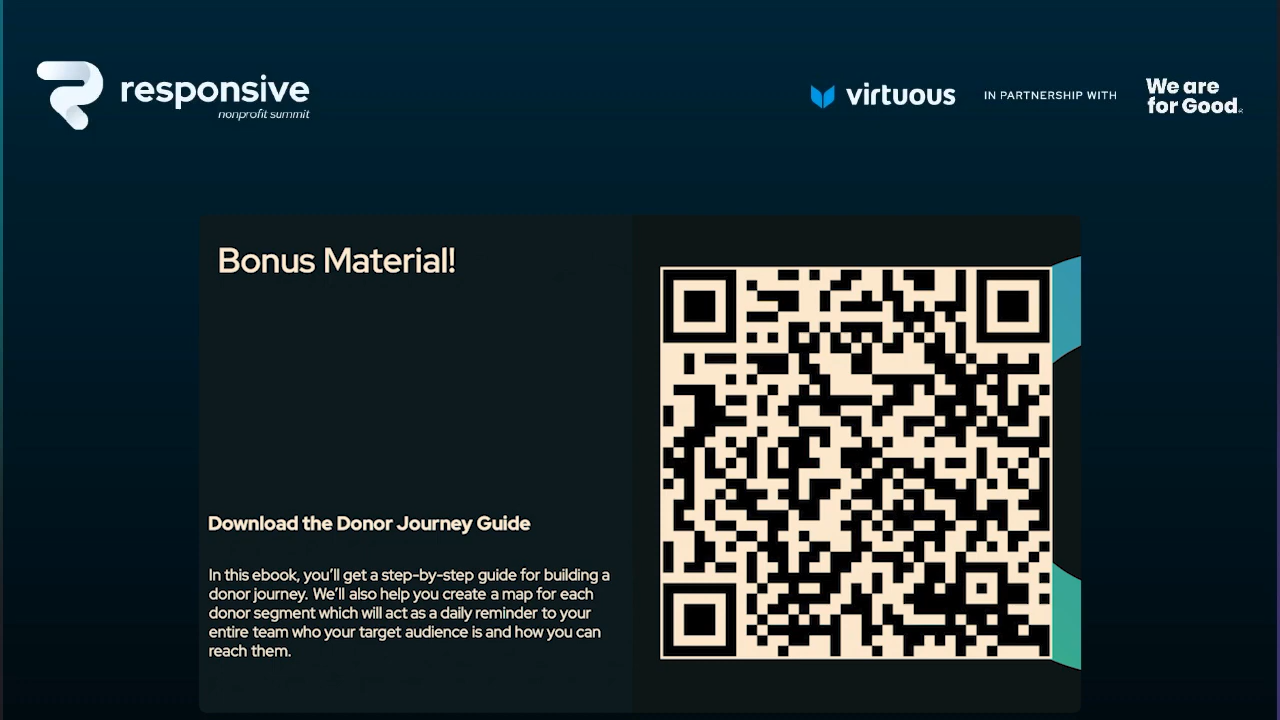 responsive
nonprofit summit
virtuous
IN PARTNERSHIP WITH
We are
for Good.
Bonus Material!
Download the Donor Journey Guide
In this ebook, you'll get a step-by-step guide for building a
donor journey. We'll also help you create a map for each
donor segment which will act as a daily reminder to your
entire team who your target audience is and how you can
reach them.